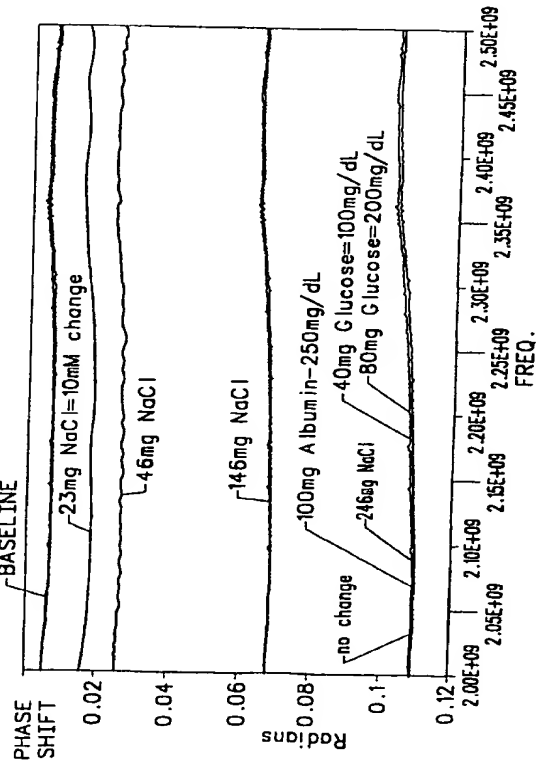 BASELINE
PHASE
SHIFT
23mg NaCl=10mM change
46mg NaCl
146mg NaCl
100mg Albumin-250mg/dL
40mg Glucose=100mg/dL
80mg Glucose=200mg/dL
246mg NaCl
no change
0.02
0.04
0.06
0.08
0.1
0.12
Radians
2.00E+09
2.05E+09
2.10E+09
2.15E+09
2.20E+09
2.25E+09
2.30E+09
2.35E+09
2.40E+09
2.45E+09
2.50E+09
FREQ.